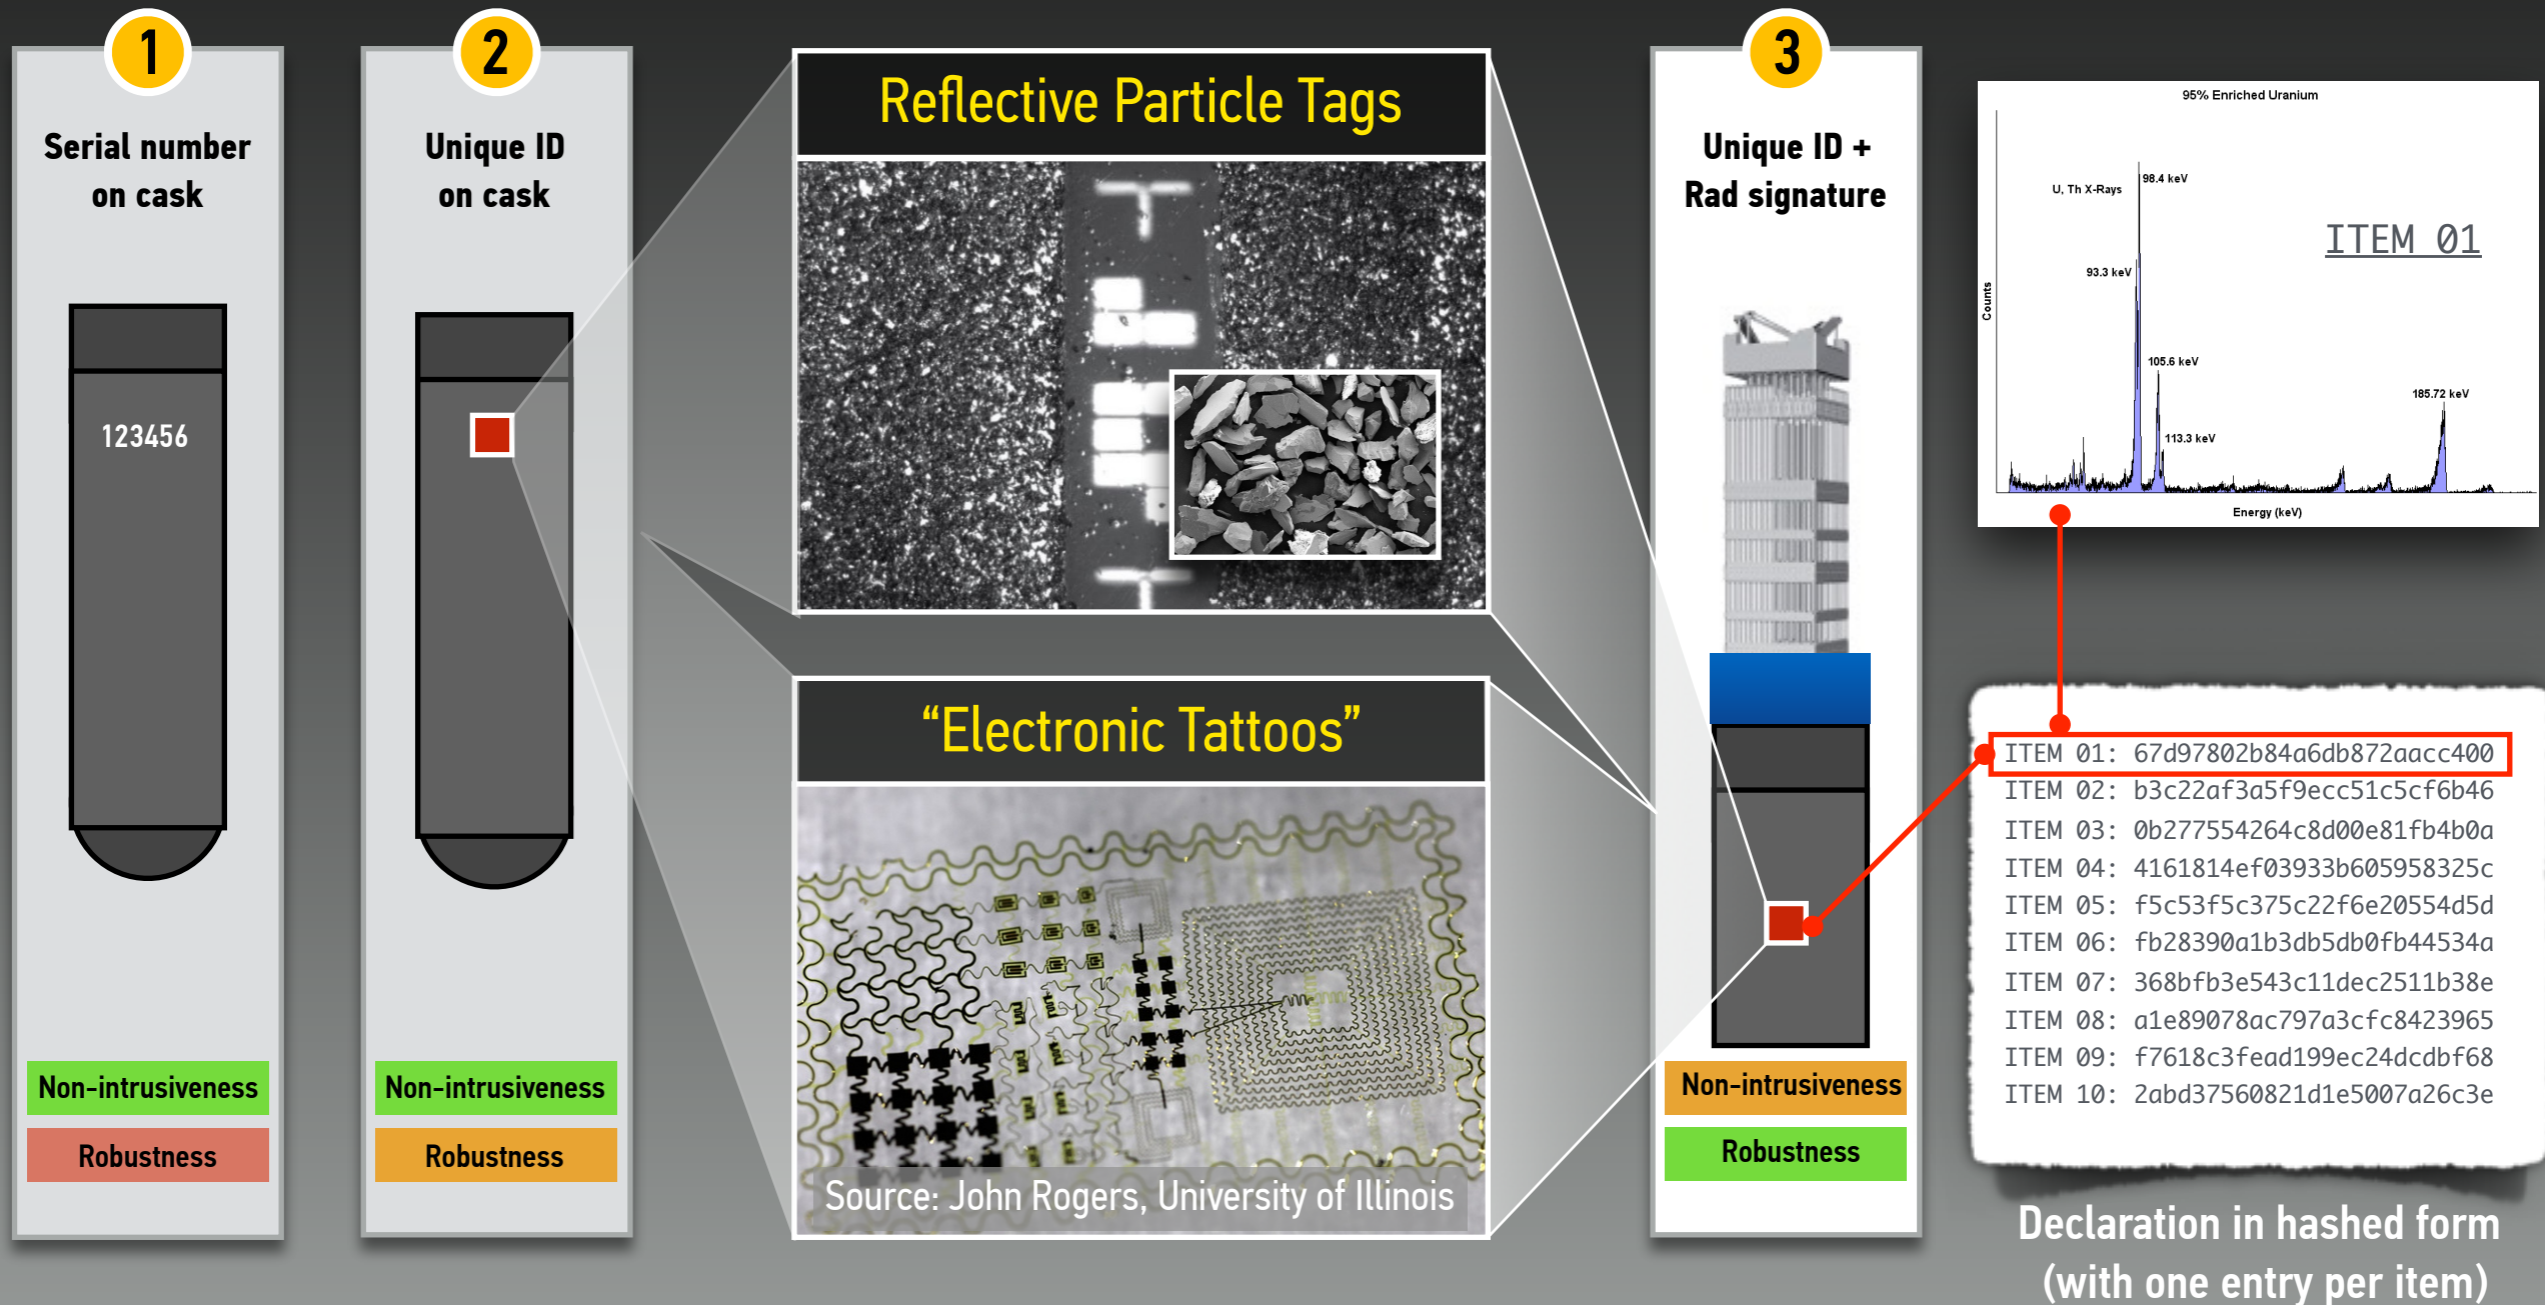 1
Serial number
on cask
123456
Non-intrusiveness
Robustness
2
Unique ID
on cask
Non-intrusiveness
Robustness
Reflective Particle Tags
“Electronic Tattoos”
Source: John Rogers, University of Illinois
3
Unique ID +
Rad signature
Non-intrusiveness
Robustness
95% Enriched Uranium
U, Th X-Rays
98.4 keV
ITEM 01
93.3 keV
Counts
105.6 keV
185.72 keV
113.3 keV
Energy (keV)
ITEM 01: 67d97802b84a6db872aacc400
ITEM 02: b3c22af3a5f9ecc51c5cf6b46
ITEM 03: 0b277554264c8d00e81fb4b0a
ITEM 04: 4161814ef03933b605958325c
ITEM 05: f5c53f5c375c22f6e20554d5d
ITEM 06: fb28390a1b3db5db0fb44534a
ITEM 07: 368bfb3e543c11dec2511b38e
ITEM 08: a1e89078ac797a3cfc8423965
ITEM 09: f7618c3fead199ec24dcdbf68
ITEM 10: 2abd37560821d1e5007a26c3e
Declaration in hashed form
(with one entry per item)